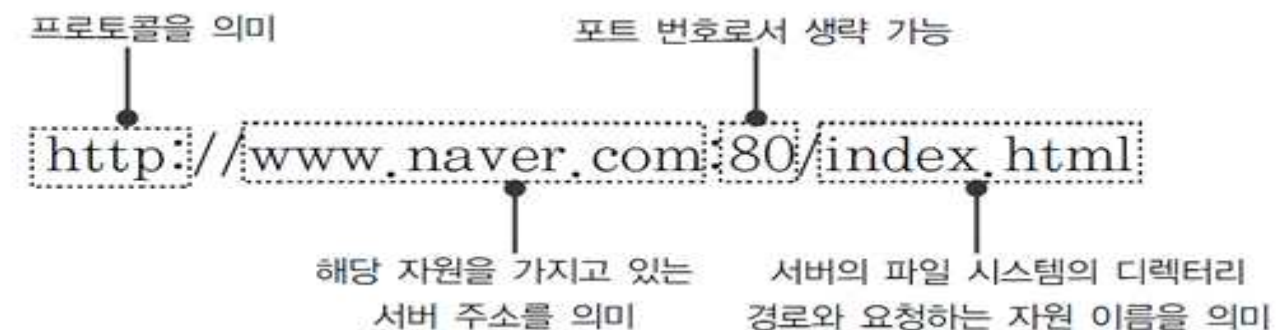 프로토콜을 의미
포트 번호로서 생략 가능
http://www.naver.com:80/index.html
해당 자원을 가지고 있는
서버 주소를 의미
서버의 파일 시스템의 디렉터리
경로와 요청하는 자원 이름을 의미